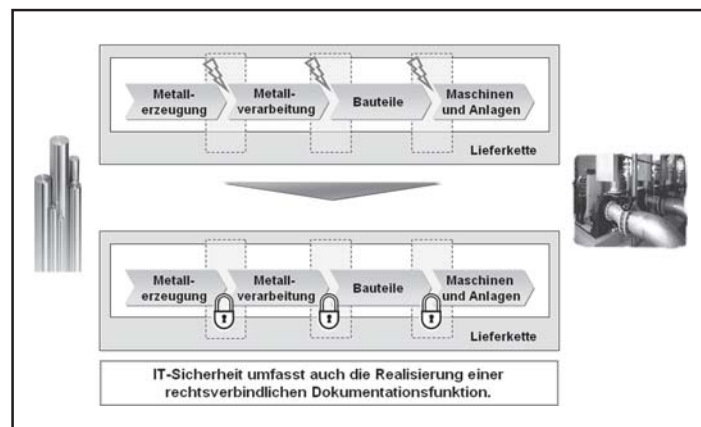 Metall-
erzeugung
Metall-
verarbeitung
Bauteile
Maschinen
und Anlagen
Lieferkette
Metall-
erzeugung
Metall-
verarbeitung
Bauteile
Maschinen
und Anlagen
Lieferkette
IT-Sicherheit umfasst auch die Realisierung einer
rechtsverbindlichen Dokumentationsfunktion.